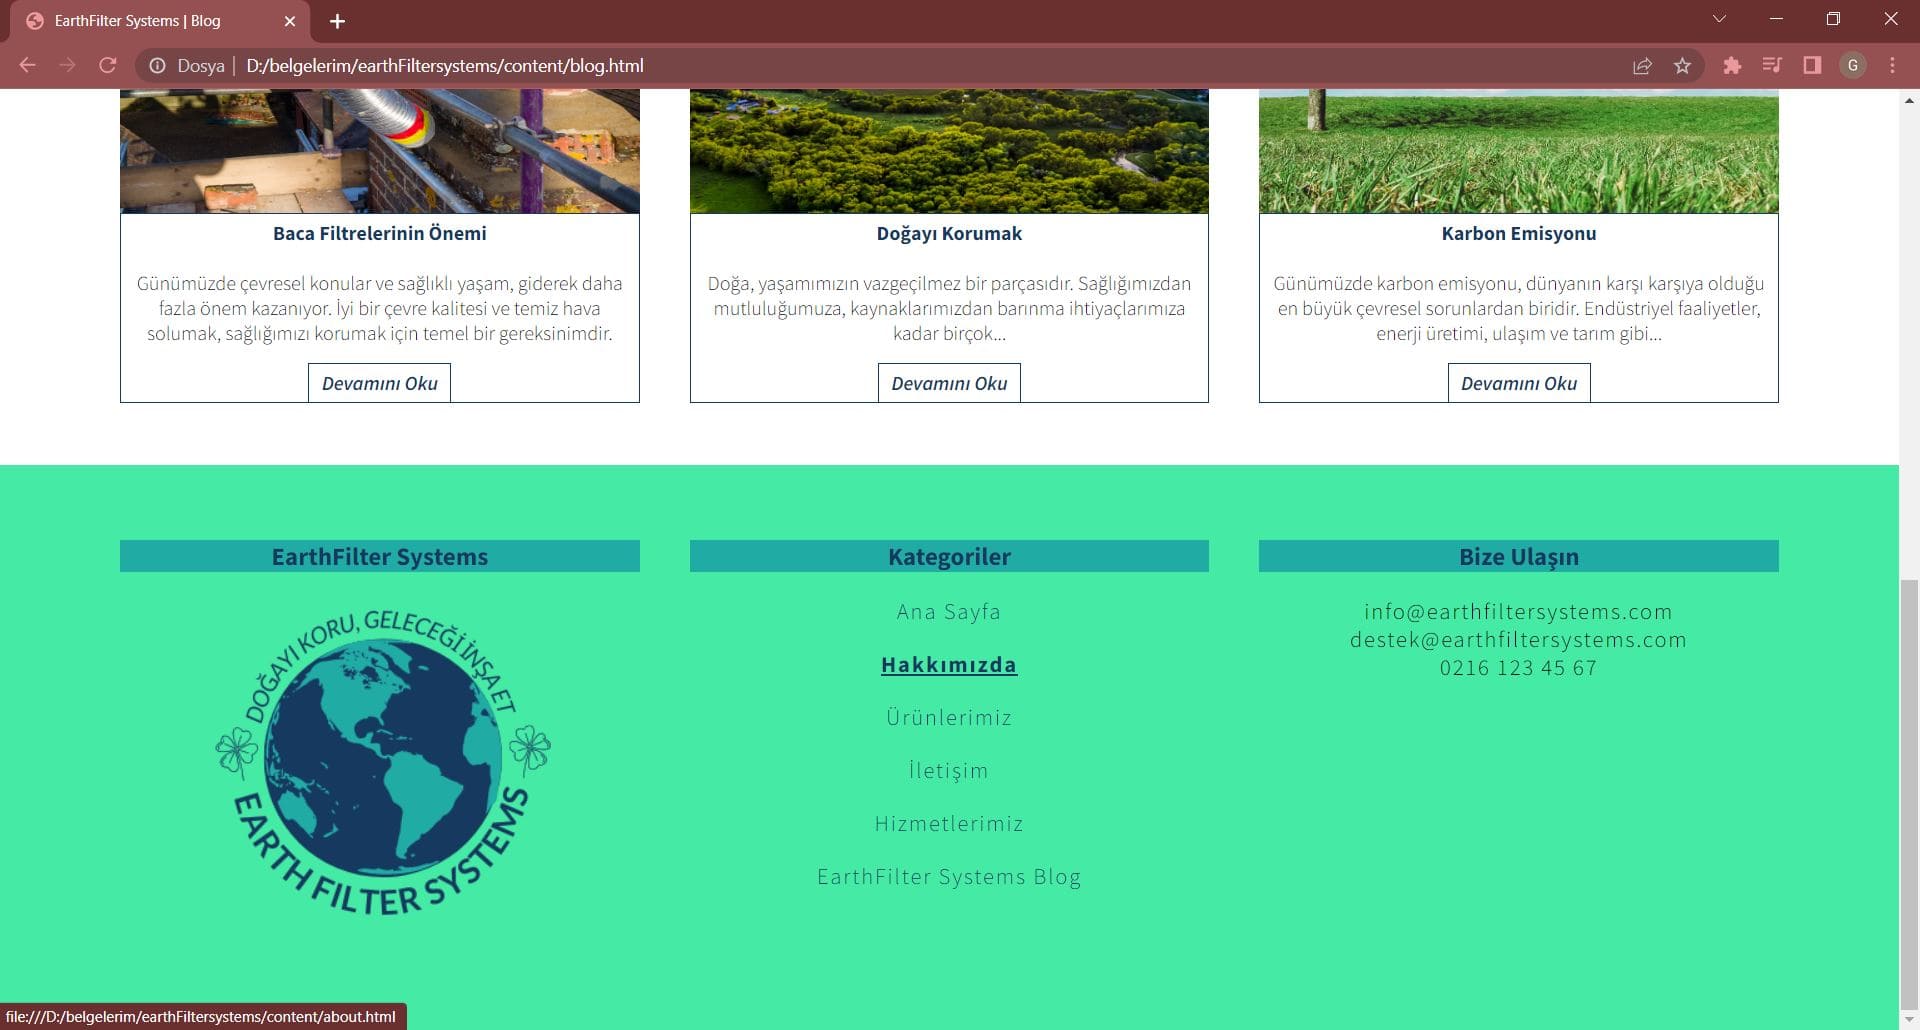 EarthFilter Systems | Blog
Dosya | D:/belgelerim/earthFiltersystems/content/blog.html
G
Baca Filtrelerinin Önemi
Günümüzde çevresel konular ve sağlıklı yaşam, giderek daha
fazla önem kazanıyor. İyi bir çevre kalitesi ve temiz hava
solumak, sağlığımızı korumak için temel bir gereksinimdir.
Devamını Oku
Doğayı Korumak
Doğa, yaşamımızın vazgeçilmez bir parçasıdır. Sağlığımızdan
mutluluğumuza, kaynaklarımızdan barınma ihtiyaçlarımıza
kadar birçok...
Devamını Oku
Karbon Emisyonu
Günümüzde karbon emisyonu, dünyanın karşı karşıya olduğu
en büyük çevresel sorunlardan biridir. Endüstriyel faaliyetler,
enerji üretimi, ulaşım ve tarım gibi...
Devamını Oku
EarthFilter Systems
DOĞAYI KORU, GELECEĞİ İNŞA ET
EARTH FILTER SYSTEMS
Kategoriler
Ana Sayfa
Hakkımızda
Ürünlerimiz
İletişim
Hizmetlerimiz
EarthFilter Systems Blog
Bize Ulaşın
info@earthfiltersystems.com
destek@earthfiltersystems.com
0216 123 45 67
file:///D:/belgelerim/earthFiltersystems/content/about.html